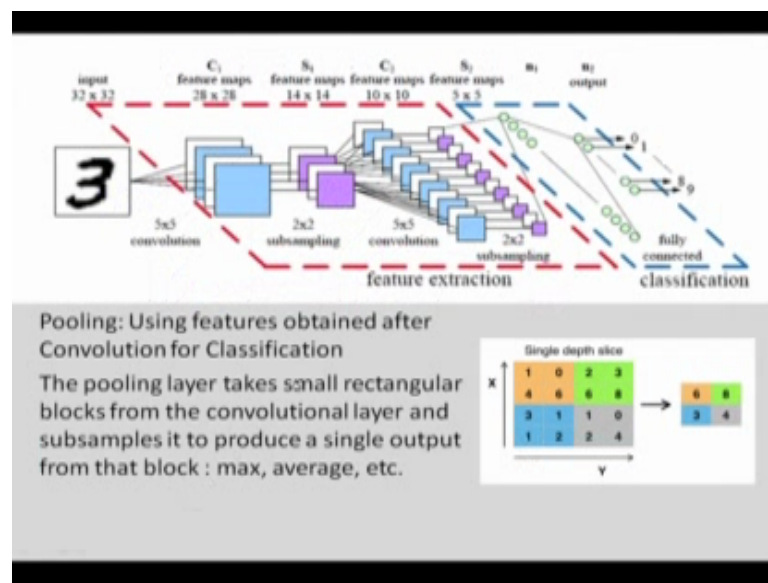 C1 S1 C2 S2 n1 n2
input feature maps feature maps feature maps feature maps output
32 x 32 28 x 28 14 x 14 10 x 10 5 x 5
0
1
8
9
3
5x5 2x2 5x5 2x2 fully
convolution subsampling convolution subsampling connected
feature extraction classification
Pooling: Using features obtained after
Convolution for Classification
The pooling layer takes small rectangular
blocks from the convolutional layer and
subsamples it to produce a single output
from that block : max, average, etc.
Single depth slice
X
1 0 2 3
4 6 6 8 6 8
3 1 1 0 3 4
1 2 2 4
Y